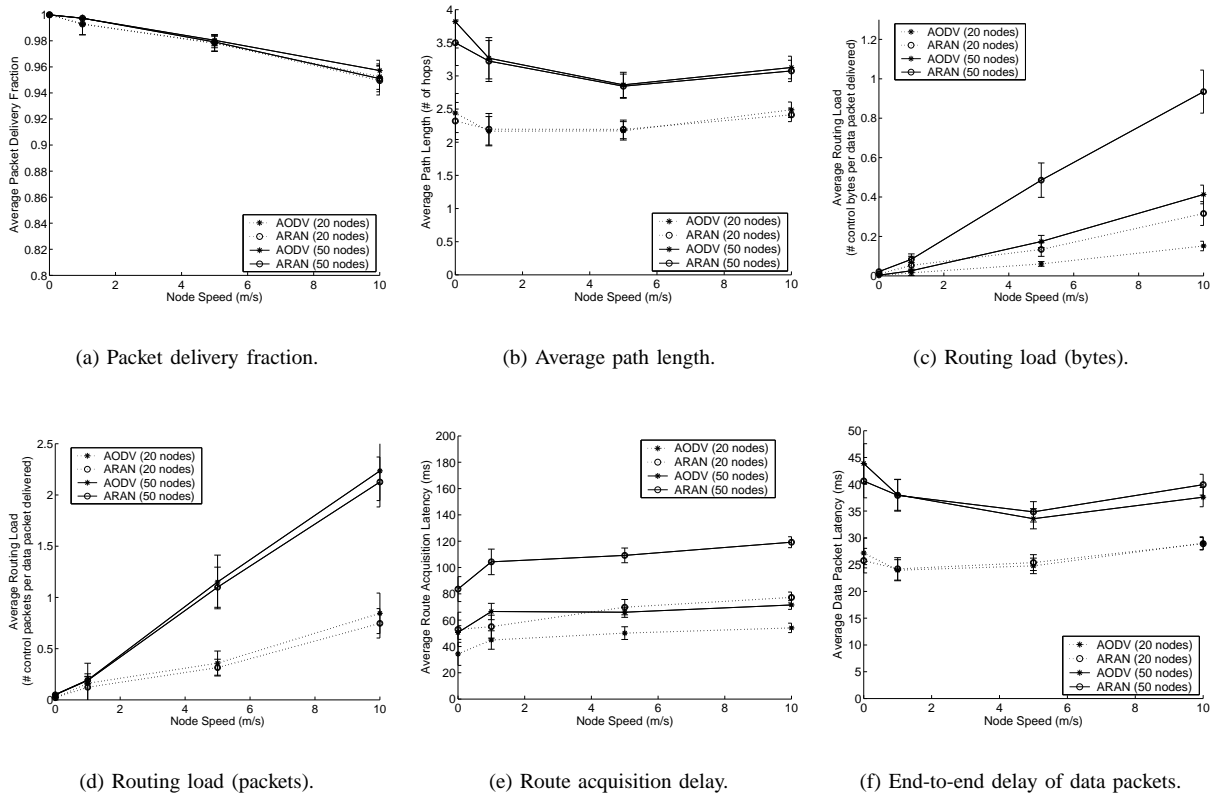 1
0.98
0.96
0.94
0.92
0.9
0.88
0.86
0.84
0.82
0.8
Average Packet Delivery Fraction
0 2 4 6 8 10
Node Speed (m/s)
AODV (20 nodes)
ARAN (20 nodes)
AODV (50 nodes)
ARAN (50 nodes)
(a) Packet delivery fraction.
4
3.5
3
2.5
2
1.5
1
0.5
0
Average Path Length (# of hops)
0 2 4 6 8 10
Node Speed (m/s)
AODV (20 nodes)
ARAN (20 nodes)
AODV (50 nodes)
ARAN (50 nodes)
(b) Average path length.
1.2
1
0.8
0.6
0.4
0.2
0
Average Routing Load
(# control bytes per data packet delivered)
0 2 4 6 8 10
Node Speed (m/s)
AODV (20 nodes)
ARAN (20 nodes)
AODV (50 nodes)
ARAN (50 nodes)
(c) Routing load (bytes).
2.5
2
1.5
1
0.5
0
Average Routing Load
(# control packets per data packet delivered)
0 2 4 6 8 10
Node Speed (m/s)
AODV (20 nodes)
ARAN (20 nodes)
AODV (50 nodes)
ARAN (50 nodes)
(d) Routing load (packets).
200
180
160
140
120
100
80
60
40
20
0
Average Route Acquisition Latency (ms)
0 2 4 6 8 10
Node Speed (m/s)
AODV (20 nodes)
ARAN (20 nodes)
AODV (50 nodes)
ARAN (50 nodes)
(e) Route acquisition delay.
50
45
40
35
30
25
20
15
10
5
0
Average Data Packet Latency (ms)
0 2 4 6 8 10
Node Speed (m/s)
AODV (20 nodes)
ARAN (20 nodes)
AODV (50 nodes)
ARAN (50 nodes)
(f) End-to-end delay of data packets.